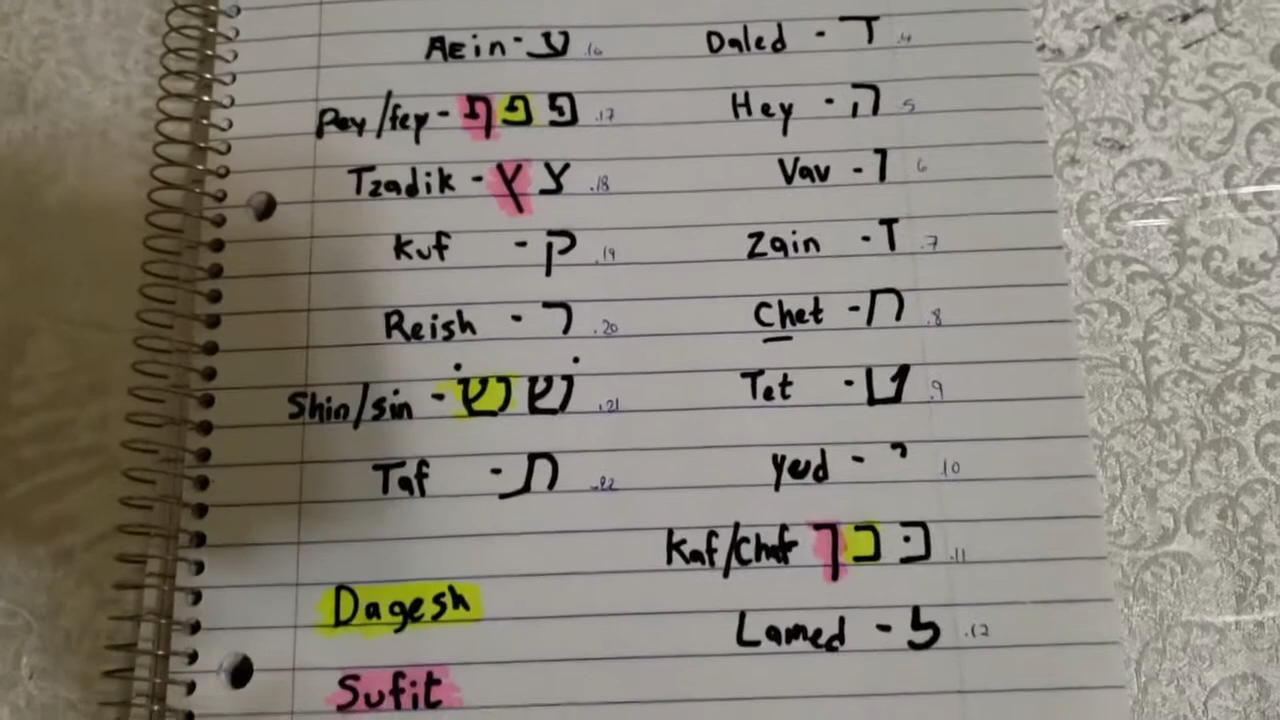 Daled - ד .4
Hey - ה 5
Vav - ו 6
Zain - ז .7
Chet - ח .8
Tet - ט .9
Yud - י 10
Kaf/Chaf ך כ כּ .11
Lamed - ל .12
Aein - ע .16
Pey/fey - ף פ פּ .17
Tzadik - ץ צ .18
Kuf - ק .19
Reish - ר .20
Shin/sin - שׂ שׁ .21
Taf - ת .22
Dagesh
Sufit